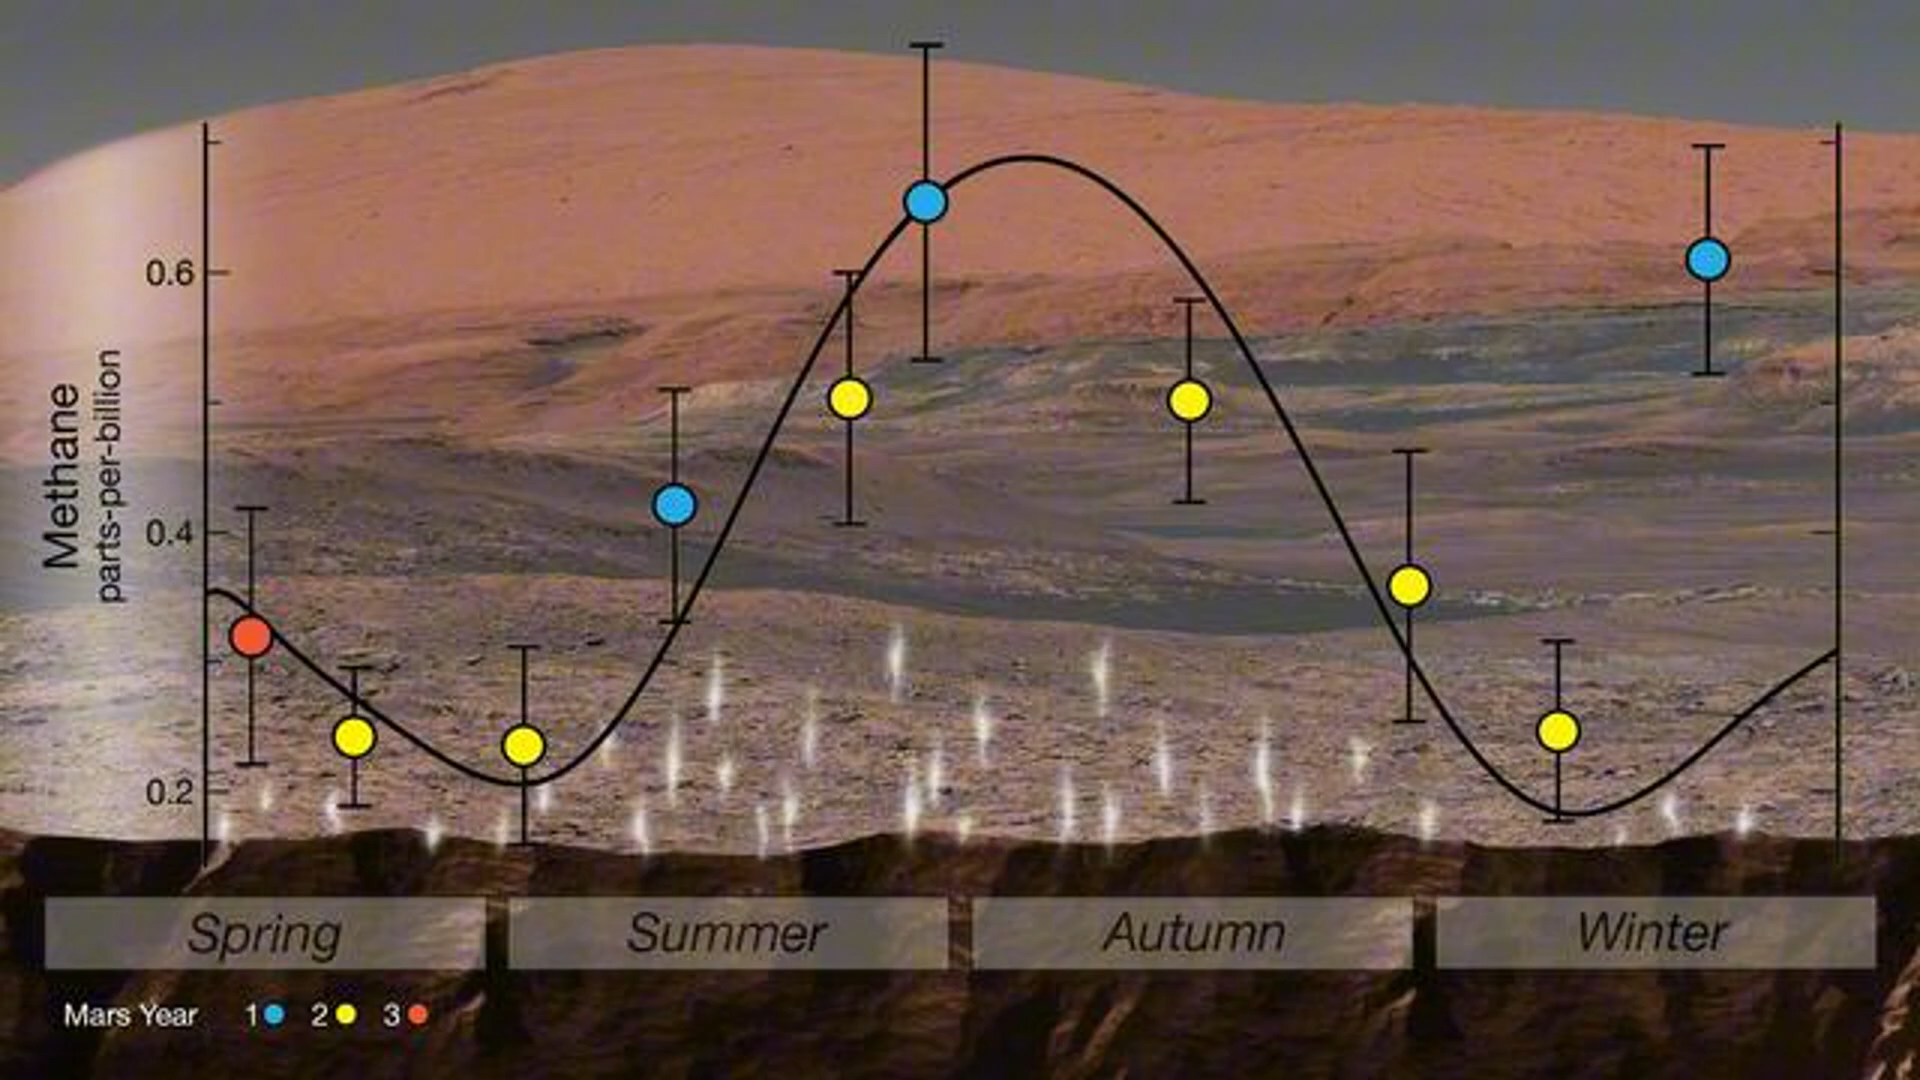 Methane
parts-per-billion
0.6
0.4
0.2
Spring Summer Autumn Winter
Mars Year 1 2 3